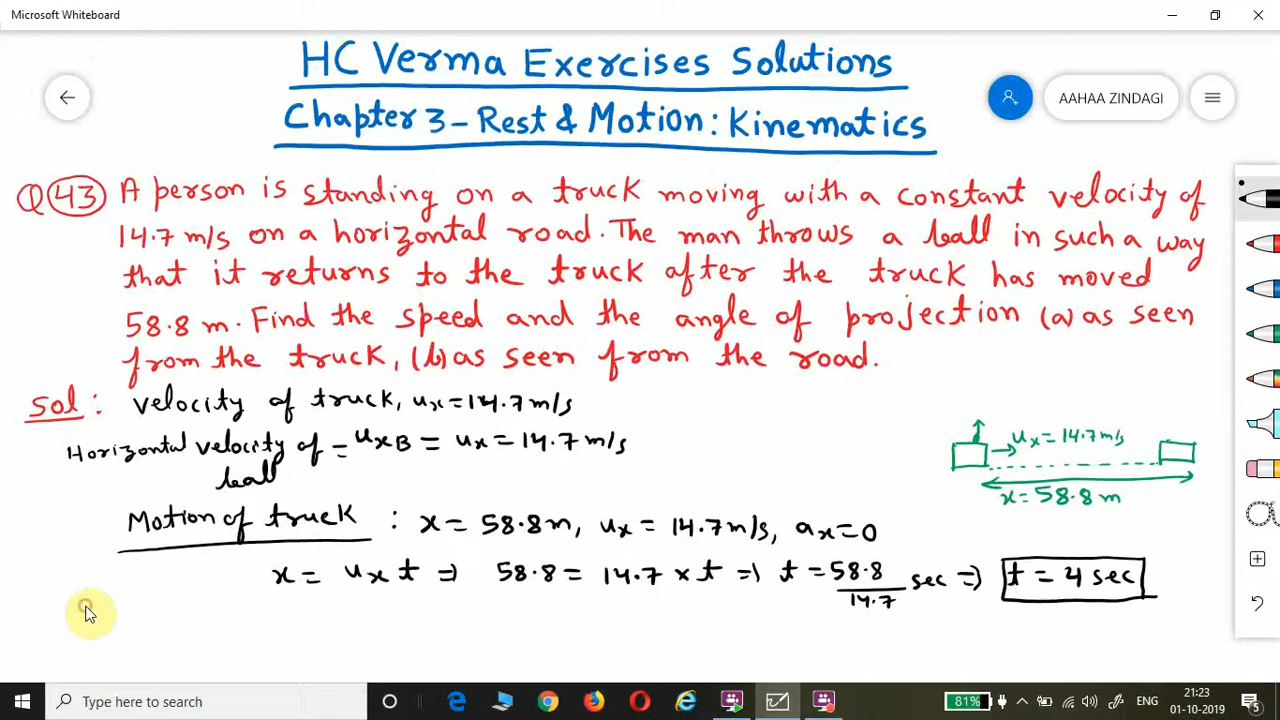 Microsoft Whiteboard
HC Verma Exercises Solutions
Chapter 3 - Rest & Motion : Kinematics
AAHAA ZINDAGI
Q 43 A person is standing on a truck moving with a constant velocity of
14.7 m/s on a horizontal road. The man throws a ball in such a way
that it returns to the truck after the truck has moved
58.8 m. Find the speed and the angle of projection (a) as seen
from the truck, (b) as seen from the road.
Sol : velocity of truck, ux = 14.7 m/s
Horizontal velocity of ball = uxB = ux = 14.7 m/s
ux = 14.7 m/s
x = 58.8 m
Motion of truck : x = 58.8m, ux = 14.7 m/s, ax = 0
x = ux t ⇒ 58.8 = 14.7 × t ⇒ t = 58.8/14.7 sec ⇒ t = 4 sec
Type here to search
81%
ENG
21:23
01-10-2019
5